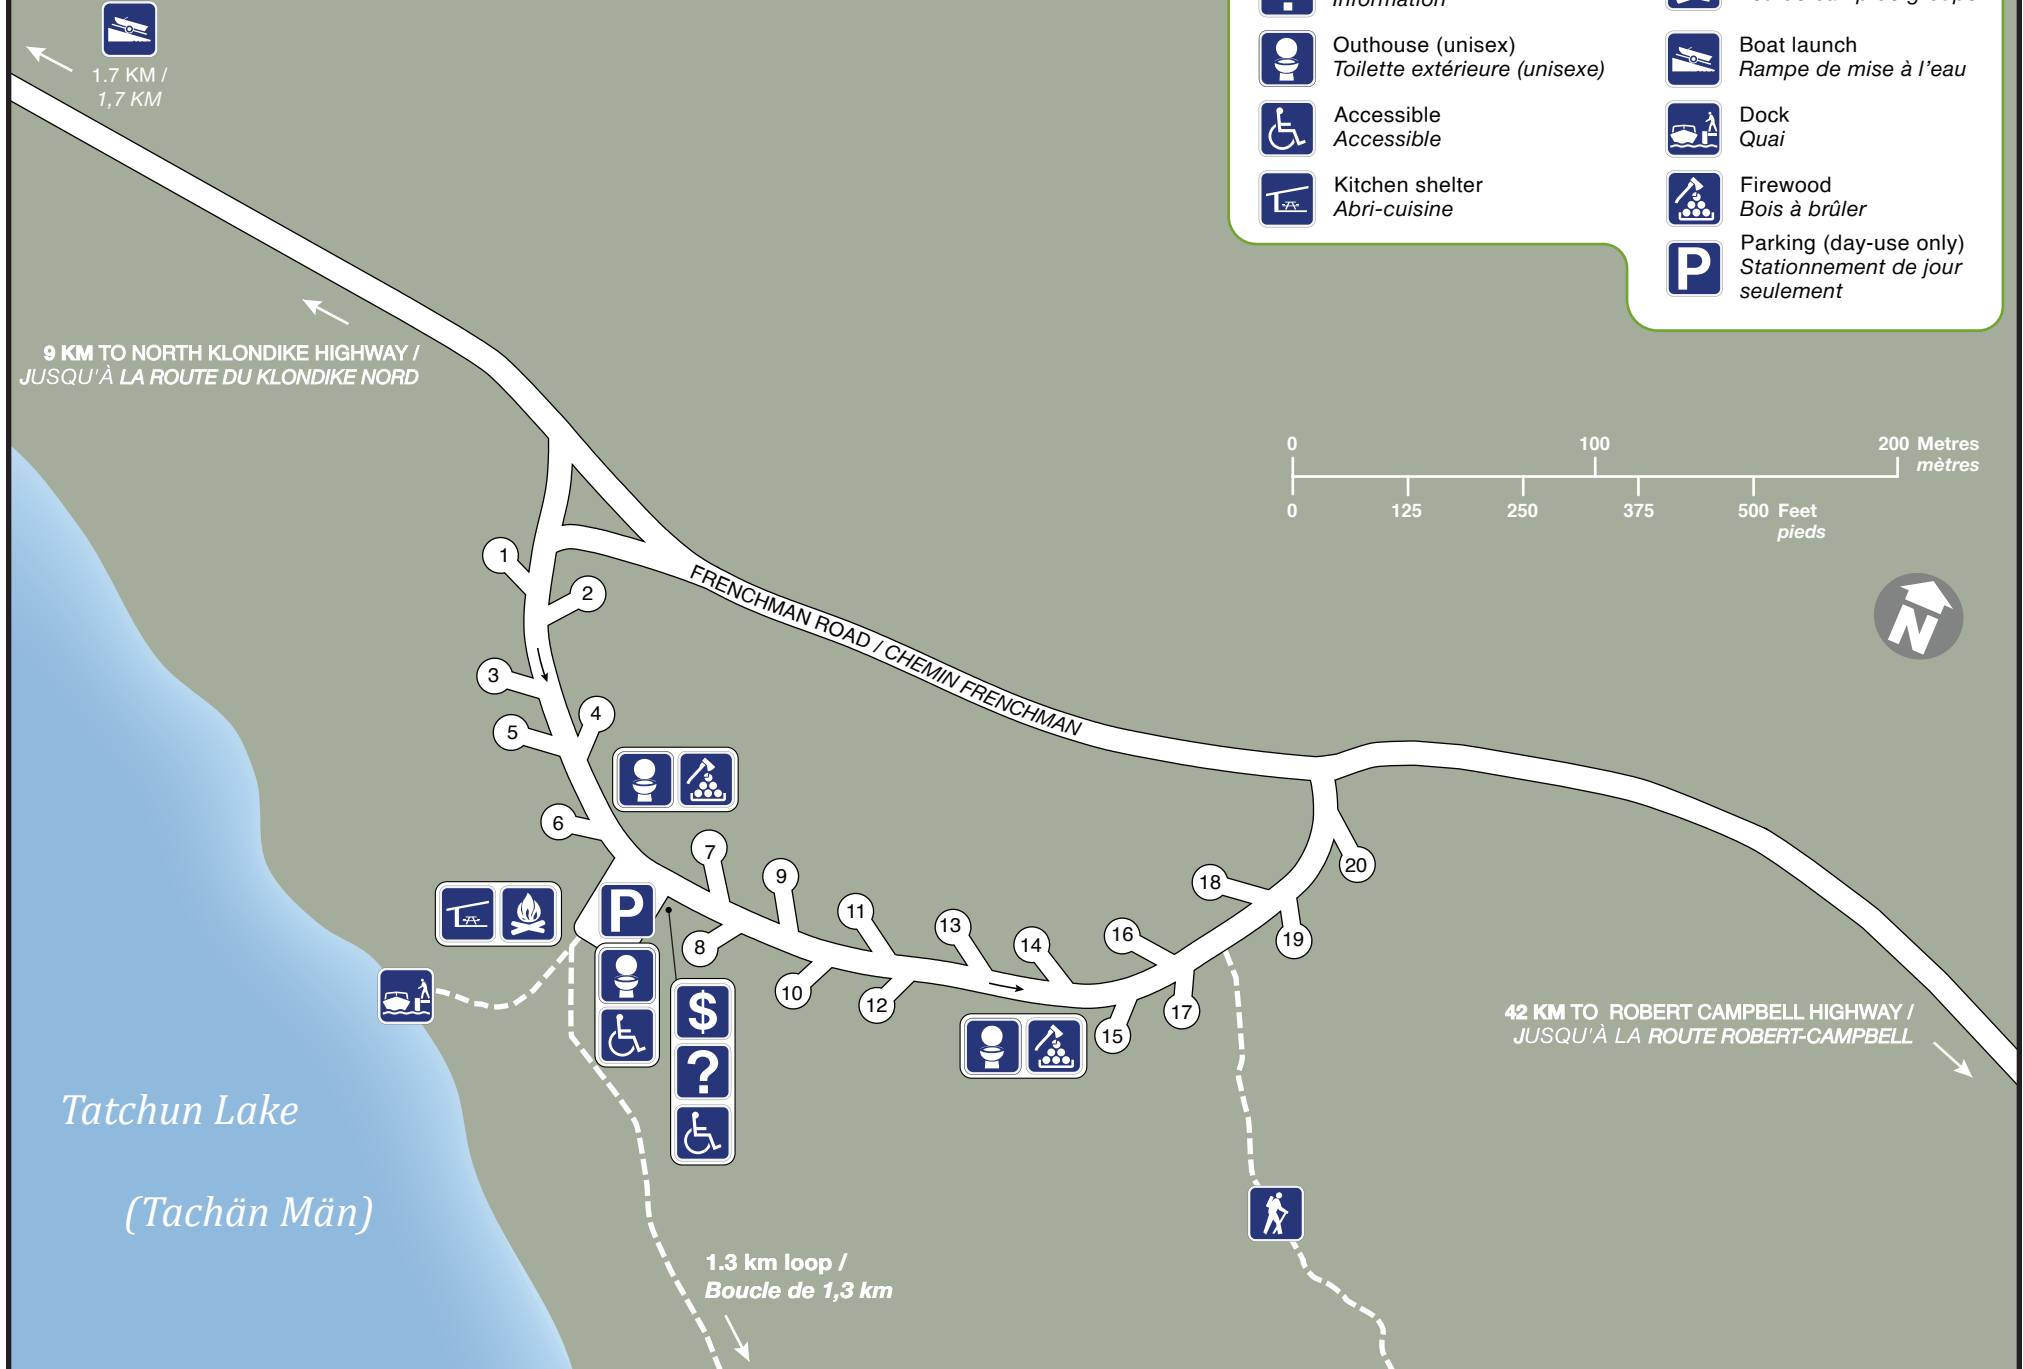 Information
Outhouse (unisex)
Toilette extérieure (unisexe)
Accessible
Accessible
Kitchen shelter
Abri-cuisine
Boat launch
Rampe de mise à l'eau
Dock
Quai
Firewood
Bois à brûler
P
Parking (day-use only)
Stationnement de jour
seulement
1.7 KM /
1,7 KM
9 KM TO NORTH KLONDIKE HIGHWAY /
JUSQU'À LA ROUTE DU KLONDIKE NORD
0 100 200 Metres
mètres
0 125 250 375 500 Feet
pieds
N
FRENCHMAN ROAD / CHEMIN FRENCHMAN
1
2
3
4
5
6
7
8
9
10
11
12
13
14
15
16
17
18
19
20
P
$
?
42 KM TO ROBERT CAMPBELL HIGHWAY /
JUSQU'À LA ROUTE ROBERT-CAMPBELL
Tatchun Lake
(Tachän Män)
1.3 km loop /
Boucle de 1,3 km